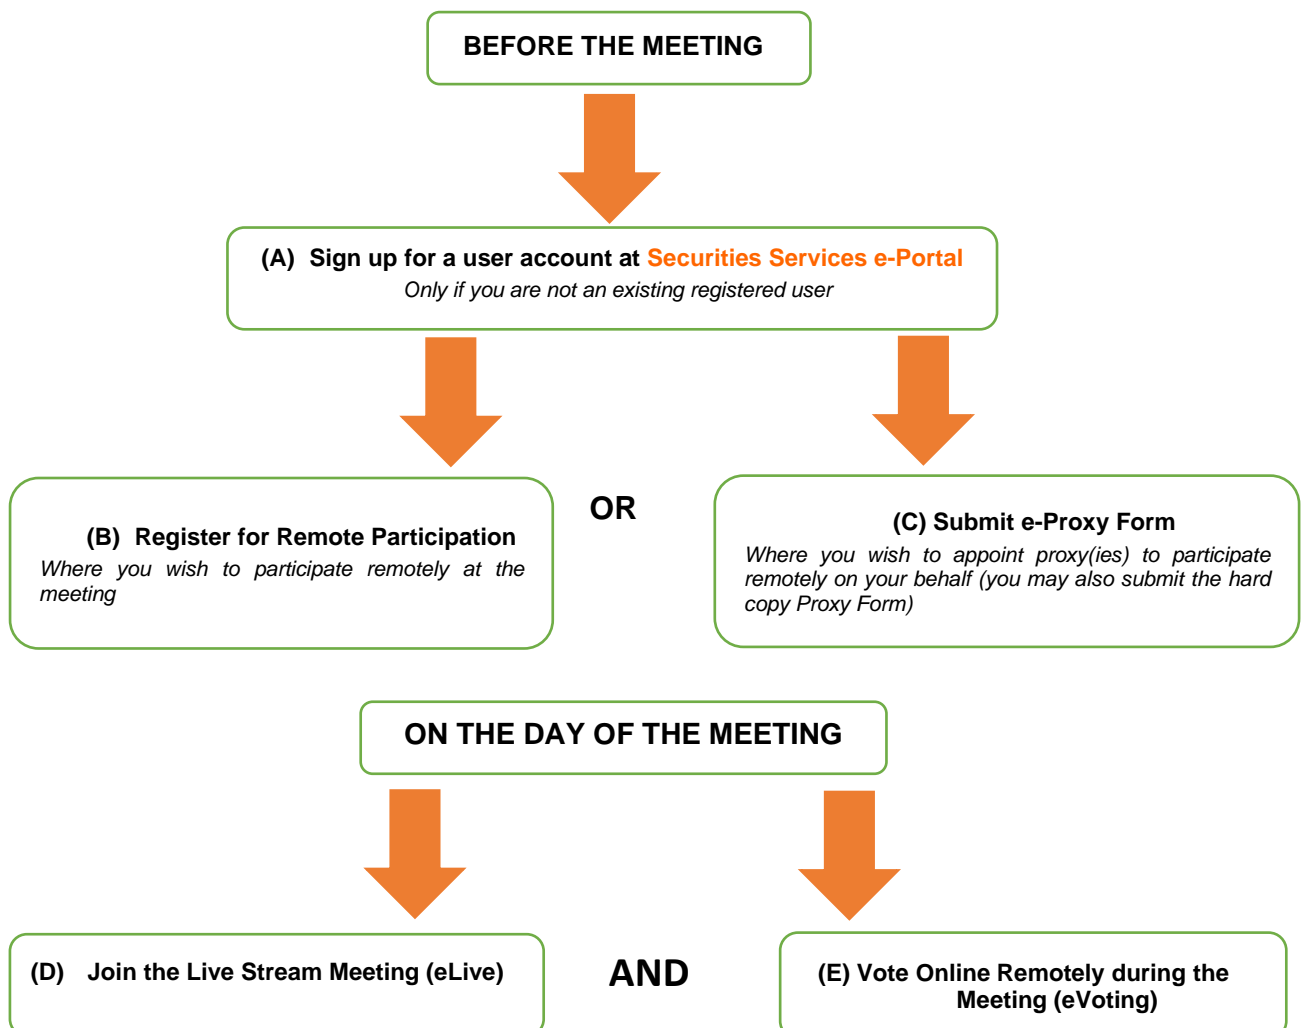 BEFORE THE MEETING
(A) Sign up for a user account at Securities Services e-Portal
Only if you are not an existing registered user
(B) Register for Remote Participation
Where you wish to participate remotely at the
meeting
OR
(C) Submit e-Proxy Form
Where you wish to appoint proxy(ies) to participate
remotely on your behalf (you may also submit the hard
copy Proxy Form)
ON THE DAY OF THE MEETING
(D) Join the Live Stream Meeting (eLive)
AND
(E) Vote Online Remotely during the
Meeting (eVoting)